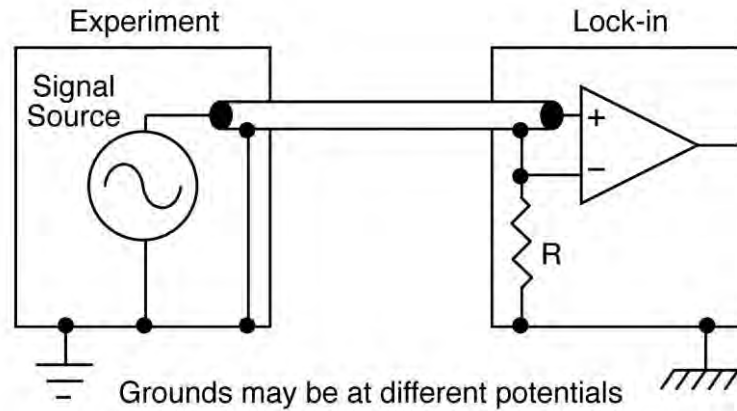 Experiment
Lock-in
Signal
Source
+
−
R
Grounds may be at different potentials